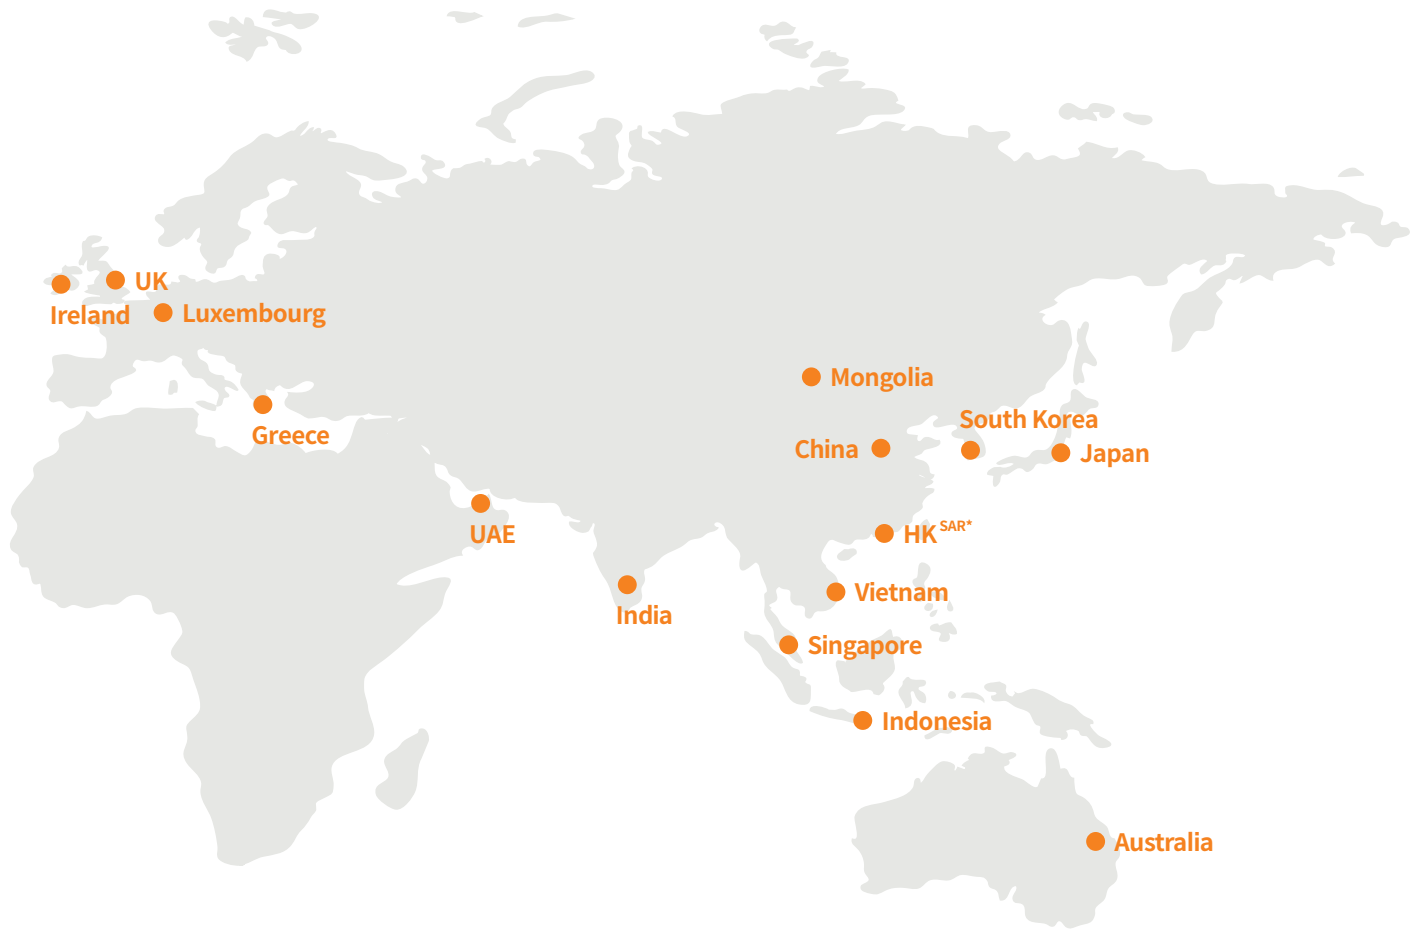 UK
Ireland
Luxembourg
Mongolia
South Korea
Greece
China
Japan
UAE
HK SAR*
Vietnam
India
Singapore
Indonesia
Australia